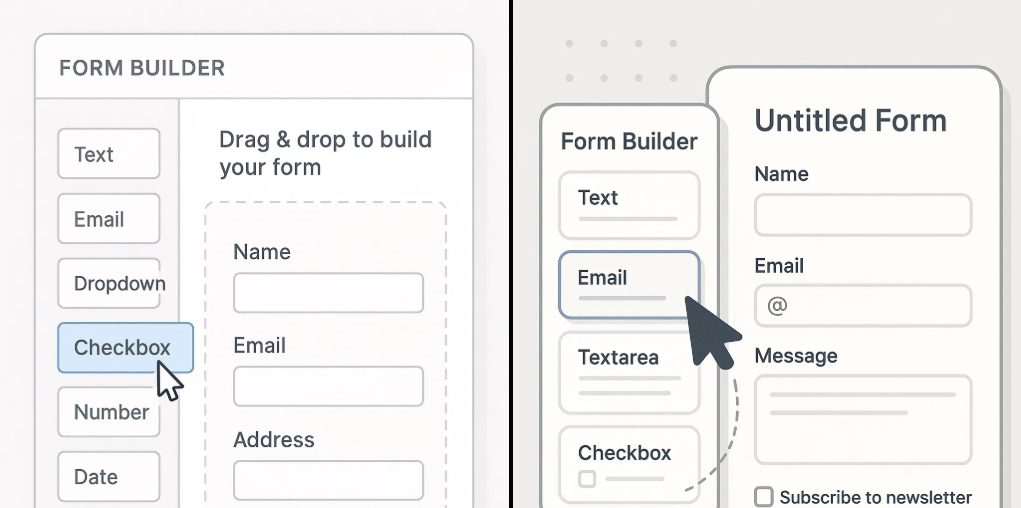 FORM BUILDER
Text
Email
Dropdown
Checkbox
Number
Date
Drag & drop to build
your form
Name
Email
Address
Form Builder
Text
Email
Textarea
Checkbox
Untitled Form
Name
Email
@
Message
Subscribe to newsletter